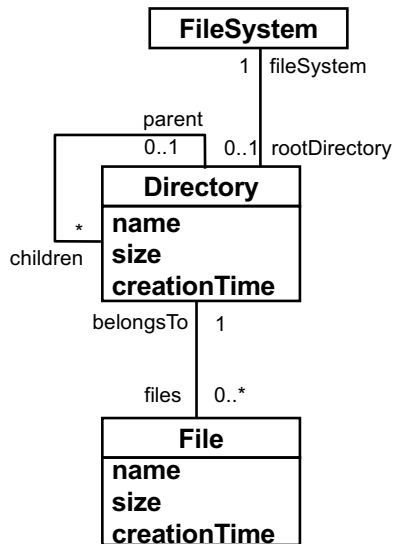 FileSystem
1 fileSystem
parent
0..1 0..1 rootDirectory
Directory
name
* size
children
creationTime
belongsTo 1
files 0..*
File
name
size
creationTime